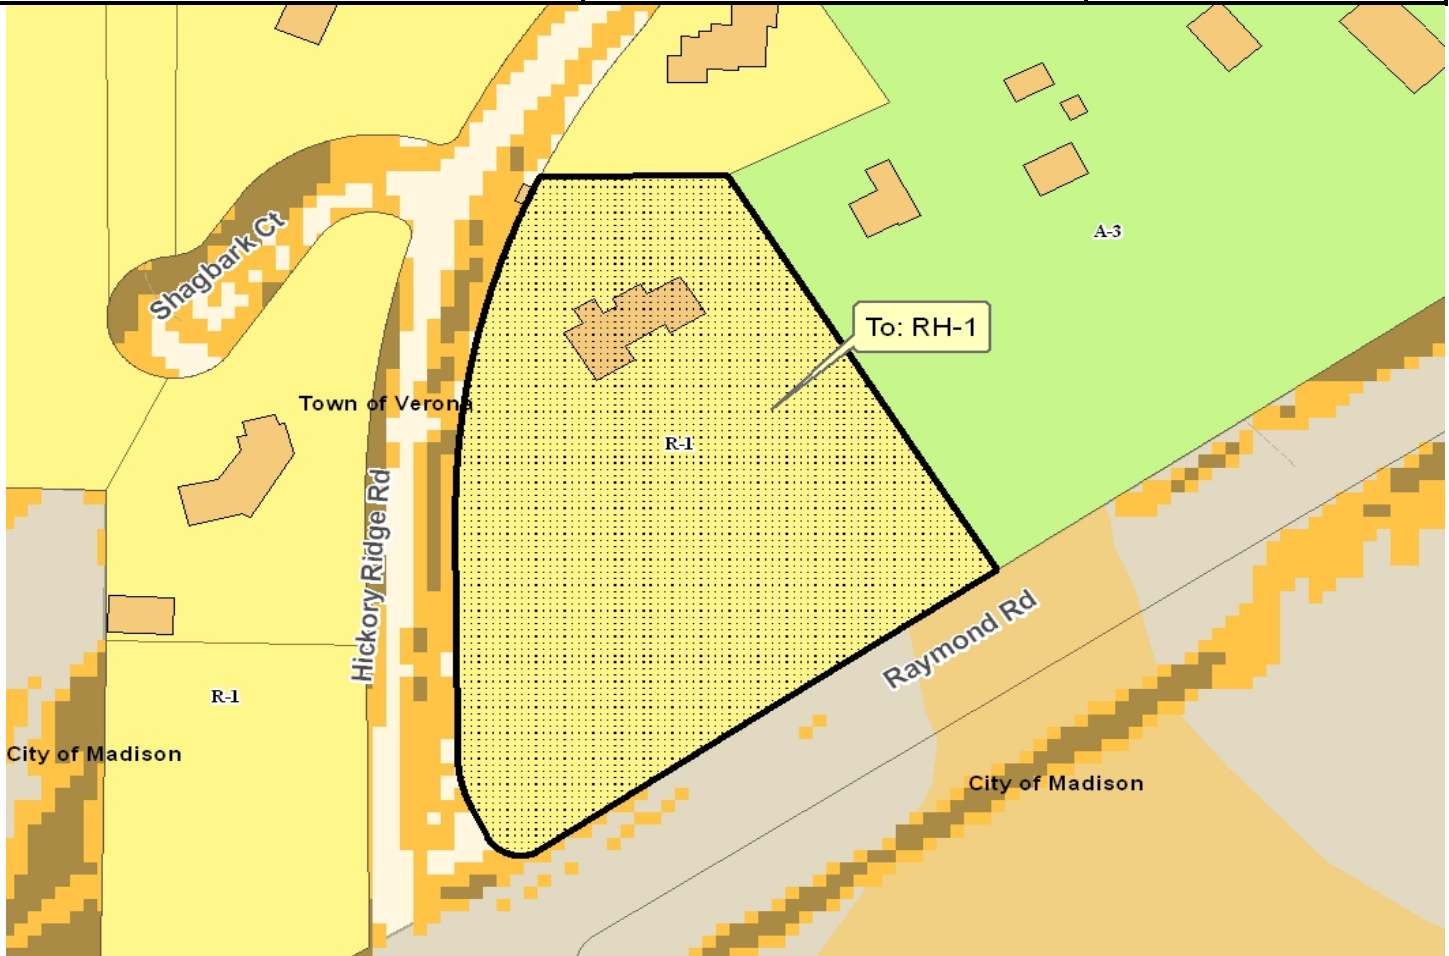 A-3
Shagbark Ct
To: RH-1
Town of Verona
R-1
Hickory Ridge Rd
Raymond Rd
R-1
City of Madison
City of Madison